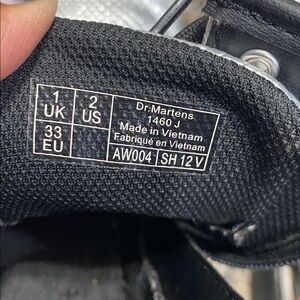 1 UK
2 US
33 EU
Dr.Martens
1460 J
Made in Vietnam
Fabriqué en Vietnam
AW004 SH 12 V